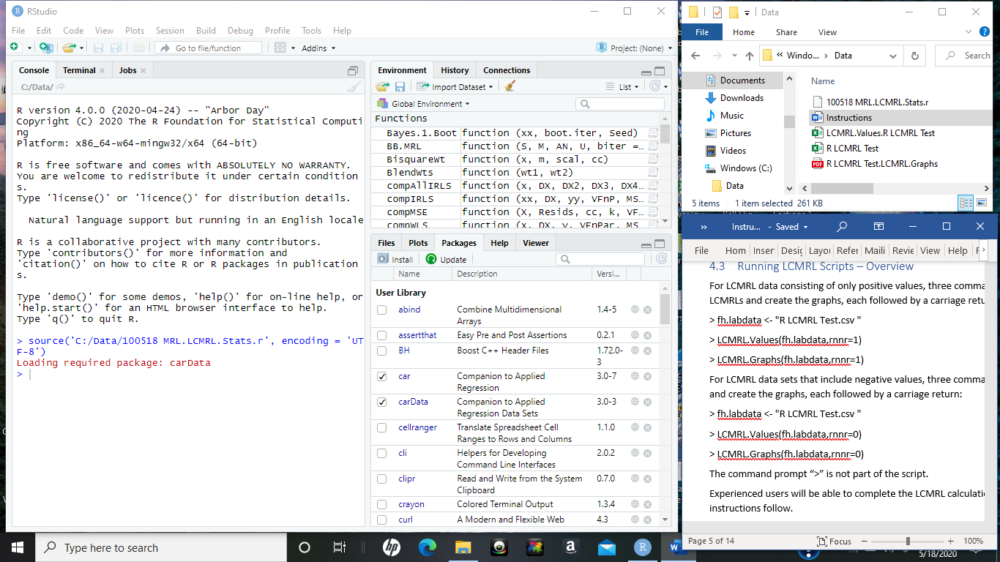 RStudio
File Edit Code View Plots Session Build Debug Profile Tools Help
Go to file/function
Addins
Project: (None)
Console Terminal Jobs
C:/Data/
R version 4.0.0 (2020-04-24) -- "Arbor Day"
Copyright (C) 2020 The R Foundation for Statistical Computi
ng
Platform: x86_64-w64-mingw32/x64 (64-bit)
R is free software and comes with ABSOLUTELY NO WARRANTY.
You are welcome to redistribute it under certain condition
s.
Type 'license()' or 'licence()' for distribution details.
Natural language support but running in an English locale
R is a collaborative project with many contributors.
Type 'contributors()' for more information and
'citation()' on how to cite R or R packages in publication
s.
Type 'demo()' for some demos, 'help()' for on-line help, or
'help.start()' for an HTML browser interface to help.
Type 'q()' to quit R.
> source('C:/Data/100518 MRL.LCMRL.Stats.r', encoding = 'UT
F-8')
Loading required package: carData
>
Environment History Connections
Import Dataset
List
Global Environment
Functions
Bayes.1.Boot function (xx, boot.iter, Seed)
BB.MRL function (S, M, AN, U, biter =…
BisquareWt function (x, m, scal, cc)
BlendWts function (wt1, wt2)
compAllIRLS function (x, DX, DX2, DX3, DX4…
compIRLS function (xx, DX, yy, VFnP, MS…
compMSE function (X, Resids, cc, k, VF…
compWLS function (x, DX, y, VFnPar, MS
Files Plots Packages Help Viewer
Install Update
Name Description Versi...
User Library
abind Combine Multidimensional Arrays 1.4-5
assertthat Easy Pre and Post Assertions 0.2.1
BH Boost C++ Header Files 1.72.0-3
car Companion to Applied Regression 3.0-7
carData Companion to Applied Regression Data Sets 3.0-3
cellranger Translate Spreadsheet Cell Ranges to Rows and Columns 1.1.0
cli Helpers for Developing Command Line Interfaces 2.0.2
clipr Read and Write from the System Clipboard 0.7.0
crayon Colored Terminal Output 1.3.4
curl A Modern and Flexible Web 4.3
Data
File Home Share View
« Windo... > Data
Search
Documents
Downloads
Music
Pictures
Videos
Windows (C:)
Data
Name
100518 MRL.LCMRL.Stats.r
Instructions
LCMRL.Values.R LCMRL Test
R LCMRL Test
R LCMRL Test.LCMRL.Graphs
5 items 1 item selected 261 KB
» Instru... - Saved
File Hom Inser Desig Layou Refer Maili Revie View Help
4.3 Running LCMRL Scripts – Overview
For LCMRL data consisting of only positive values, three comma
LCMRLs and create the graphs, each followed by a carriage retu
> fh.labdata <- "R LCMRL Test.csv "
> LCMRL.Values(fh.labdata,rnnr=1)
> LCMRL.Graphs(fh.labdata,rnnr=1)
For LCMRL data sets that include negative values, three comma
and create the graphs, each followed by a carriage return:
> fh.labdata <- "R LCMRL Test.csv "
> LCMRL.Values(fh.labdata,rnnr=0)
> LCMRL.Graphs(fh.labdata,rnnr=0)
The command prompt “>” is not part of the script.
Experienced users will be able to complete the LCMRL calculati
instructions follow.
Page 5 of 14 Focus 100%
Type here to search
5/18/2020